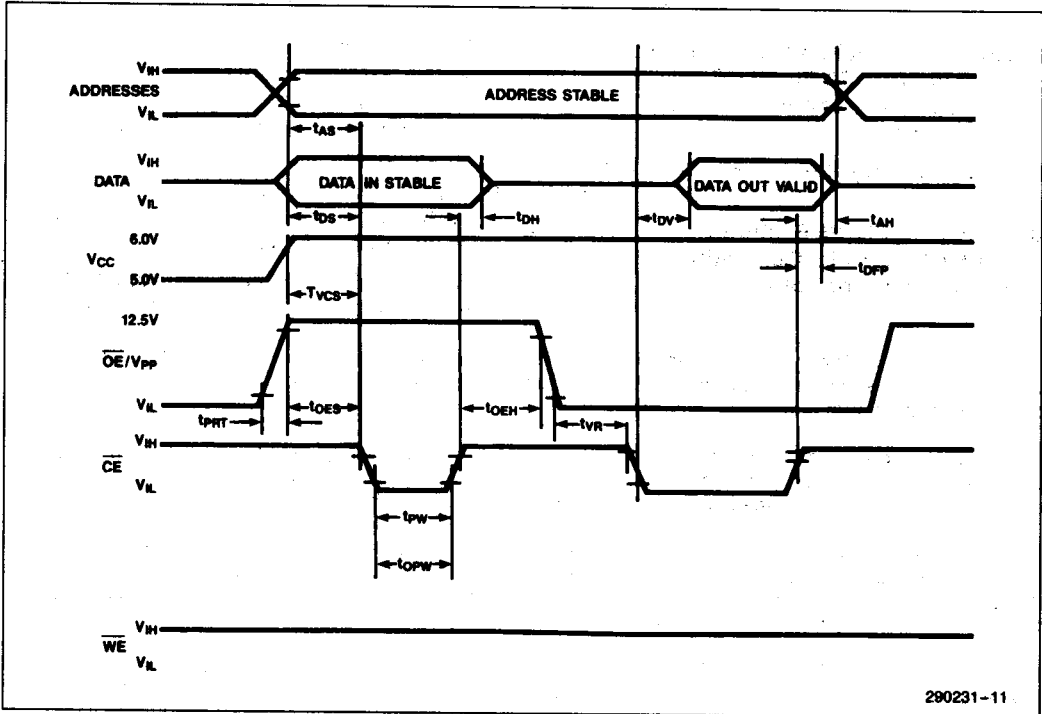 VIH
ADDRESSES
ADDRESS STABLE
VIL
tAS
VIH
DATA
DATA IN STABLE
DATA OUT VALID
VIL
tDS
tDH
tDV
tAH
6.0V
VCC
tDFP
5.0V
TVCS
12.5V
OE/VPP
VIL
tOES
tOEH
tPRT
tVR
VIH
CE
VIL
tPW
tOPW
VIH
WE
VIL
290231-11